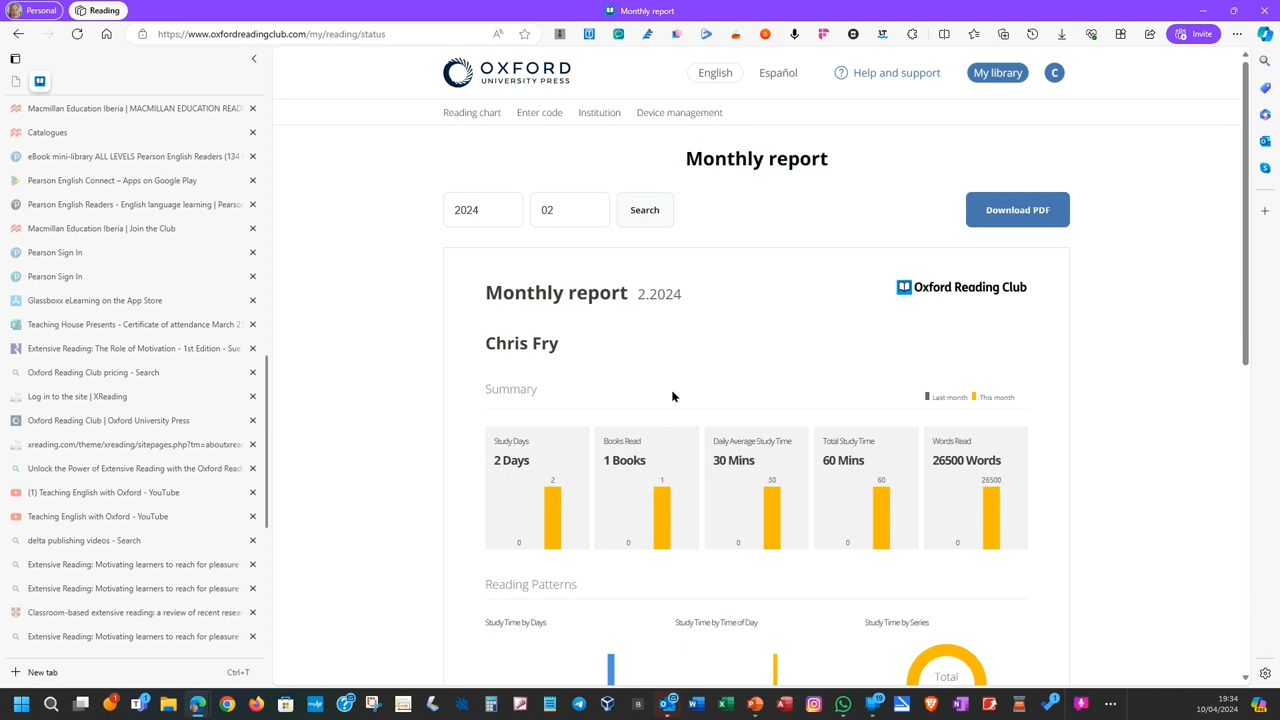 Personal
Reading
Monthly report
https://www.oxfordreadingclub.com/my/reading/status
Invite
Macmillan Education Iberia | MACMILLAN EDUCATION READ
Catalogues
eBook mini-library ALL LEVELS Pearson English Readers (134
Pearson English Connect – Apps on Google Play
Pearson English Readers - English language learning | Pearso
Macmillan Education Iberia | Join the Club
Pearson Sign In
Pearson Sign In
Glassboxx eLearning on the App Store
Teaching House Presents - Certificate of attendance March 2
Extensive Reading: The Role of Motivation - 1st Edition - Sue
Oxford Reading Club pricing - Search
Log in to the site | XReading
Oxford Reading Club | Oxford University Press
xreading.com/theme/xreading/sitepages.php?tm=aboutxrea
Unlock the Power of Extensive Reading with the Oxford Readi
(1) Teaching English with Oxford - YouTube
Teaching English with Oxford - YouTube
delta publishing videos - Search
Extensive Reading: Motivating learners to reach for pleasure
Extensive Reading: Motivating learners to reach for pleasure
Classroom-based extensive reading: a review of recent resea
Extensive Reading: Motivating learners to reach for pleasure
New tab Ctrl+T
OXFORD
UNIVERSITY PRESS
English Español Help and support My library C
Reading chart Enter code Institution Device management
Monthly report
2024 02 Search Download PDF
Monthly report 2.2024
Oxford Reading Club
Chris Fry
Summary
Last month This month
Study Days Books Read Daily Average Study Time Total Study Time Words Read
2 Days 1 Books 30 Mins 60 Mins 26500 Words
2 1 30 60 26500
0 0 0 0 0
Reading Patterns
Study Time by Days Study Time by Time of Day Study Time by Series
Total
19:34
10/04/2024